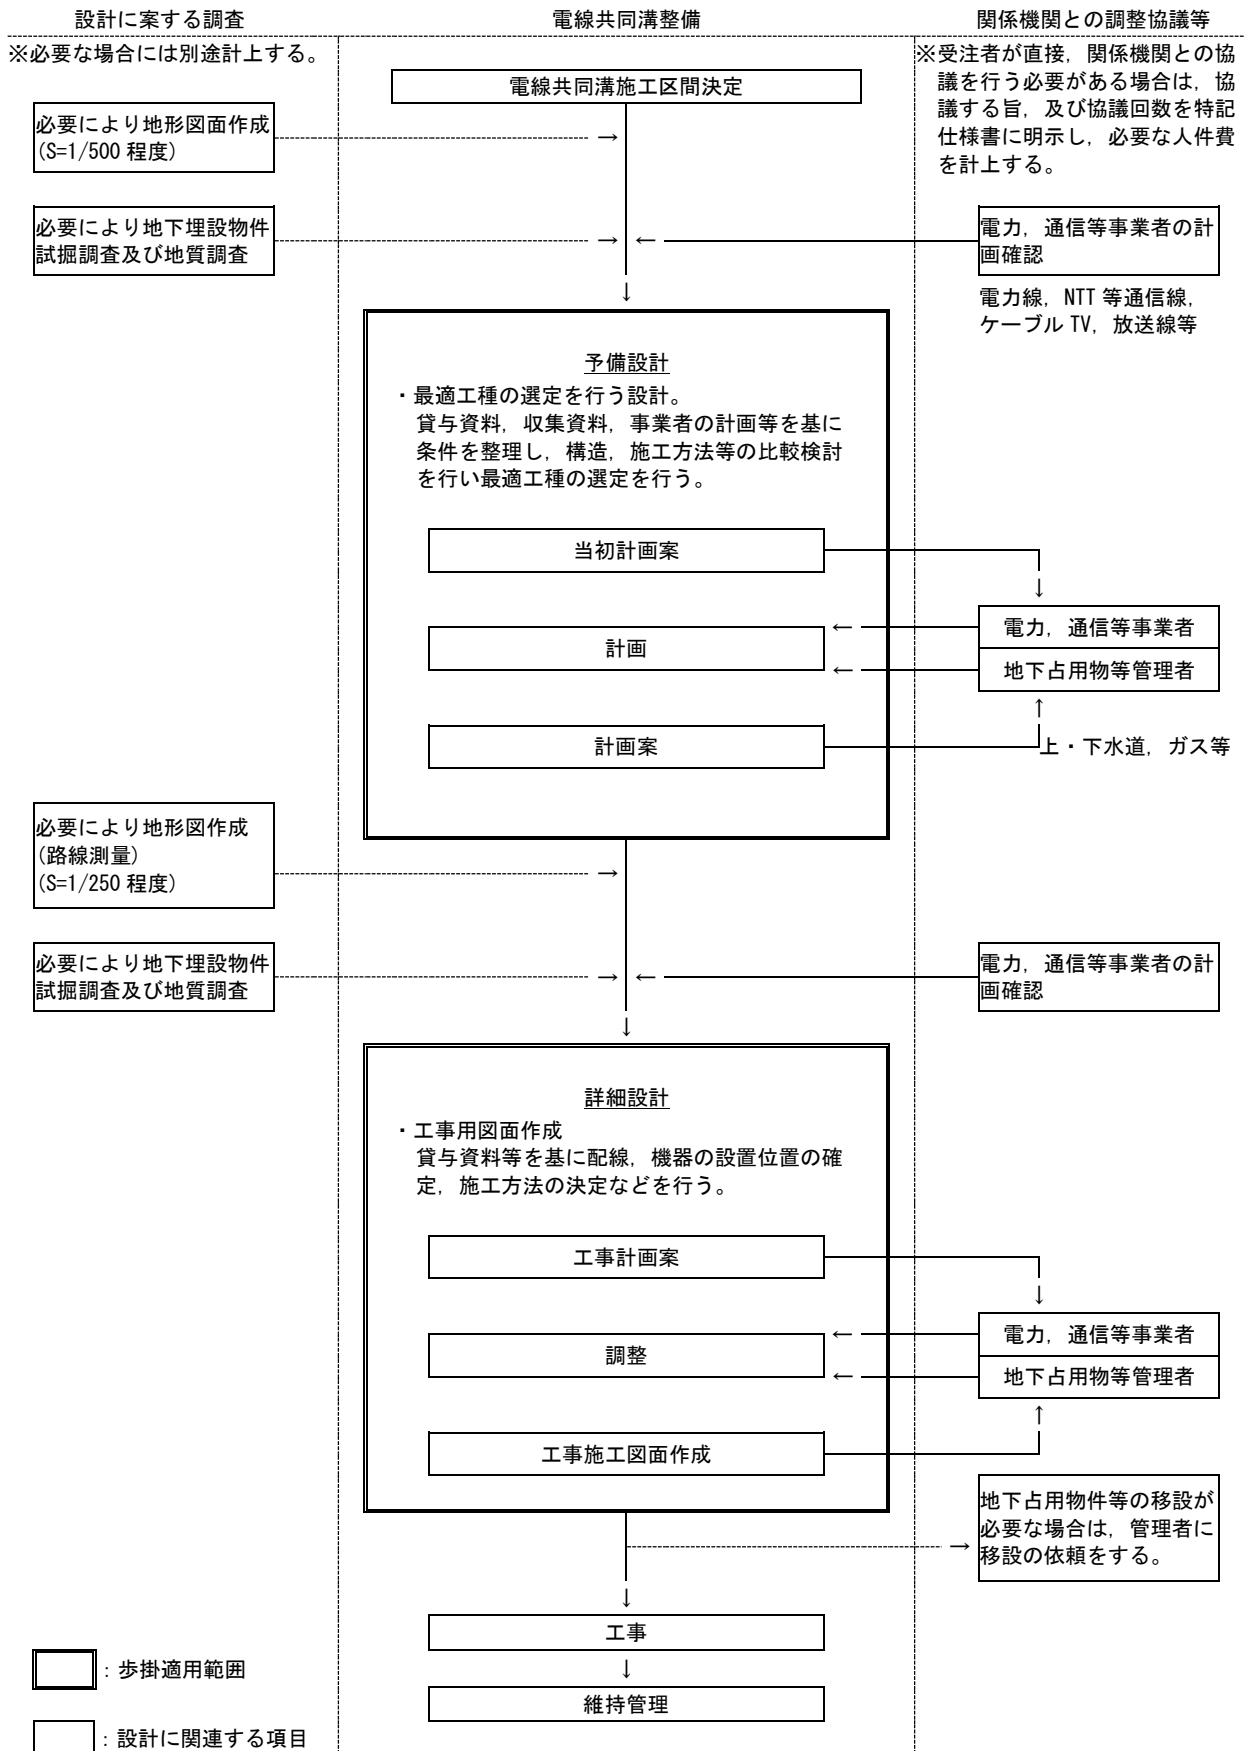 設計に案する調査
電線共同溝整備
関係機関との調整協議等
※必要な場合には別途計上する。
※受注者が直接，関係機関との協
議を行う必要がある場合は，協
議する旨，及び協議回数を特記
仕様書に明示し，必要な人件費
を計上する。
電線共同溝施工区間決定
必要により地形図面作成
(S=1/500 程度)
→
必要により地下埋設物件
試掘調査及び地質調査
→ ←
電力，通信等事業者の計
画確認
↓
電力線，NTT 等通信線，
ケーブル TV，放送線等
予備設計
・最適工種の選定を行う設計。
貸与資料，収集資料，事業者の計画等を基に
条件を整理し，構造，施工方法等の比較検討
を行い最適工種の選定を行う。
当初計画案
↓
計画
←
←
電力，通信等事業者
地下占用物等管理者
↑
計画案
上・下水道，ガス等
必要により地形図作成
(路線測量)
(S=1/250 程度)
→
必要により地下埋設物件
試掘調査及び地質調査
→ ←
電力，通信等事業者の計
画確認
↓
詳細設計
・工事用図面作成
貸与資料等を基に配線，機器の設置位置の確
定，施工方法の決定などを行う。
工事計画案
↓
調整
←
←
電力，通信等事業者
地下占用物等管理者
↑
工事施工図面作成
→
地下占用物件等の移設が
必要な場合は，管理者に
移設の依頼をする。
↓
工事
↓
維持管理
：歩掛適用範囲
：設計に関連する項目